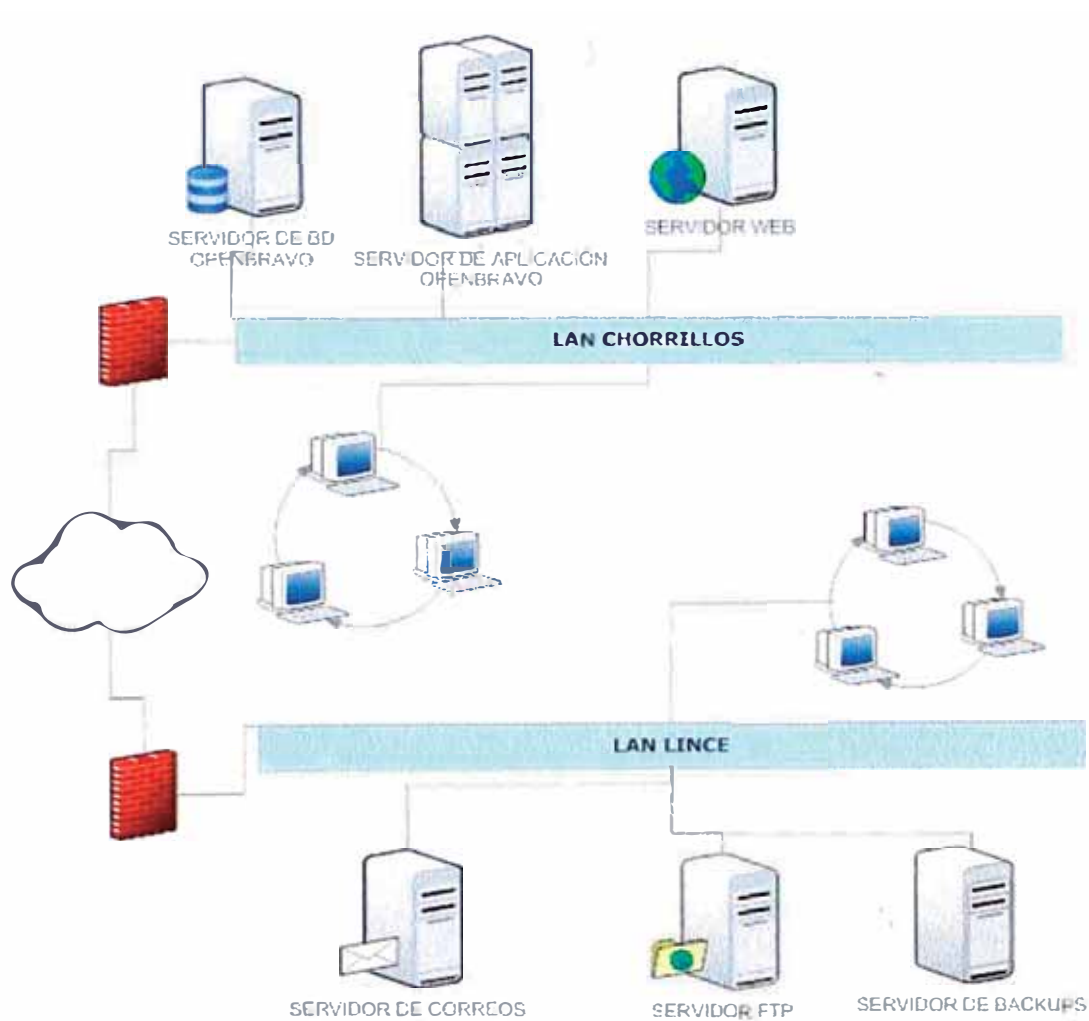 SERVIDOR DE BD
OPENBRAVO
SERVIDOR DE APLICACIÓN
OPENBRAVO
SERVIDOR WEB
LAN CHORRILLOS
LAN LINCE
SERVIDOR DE CORREOS
SERVIDOR FTP
SERVIDOR DE BACKUPS